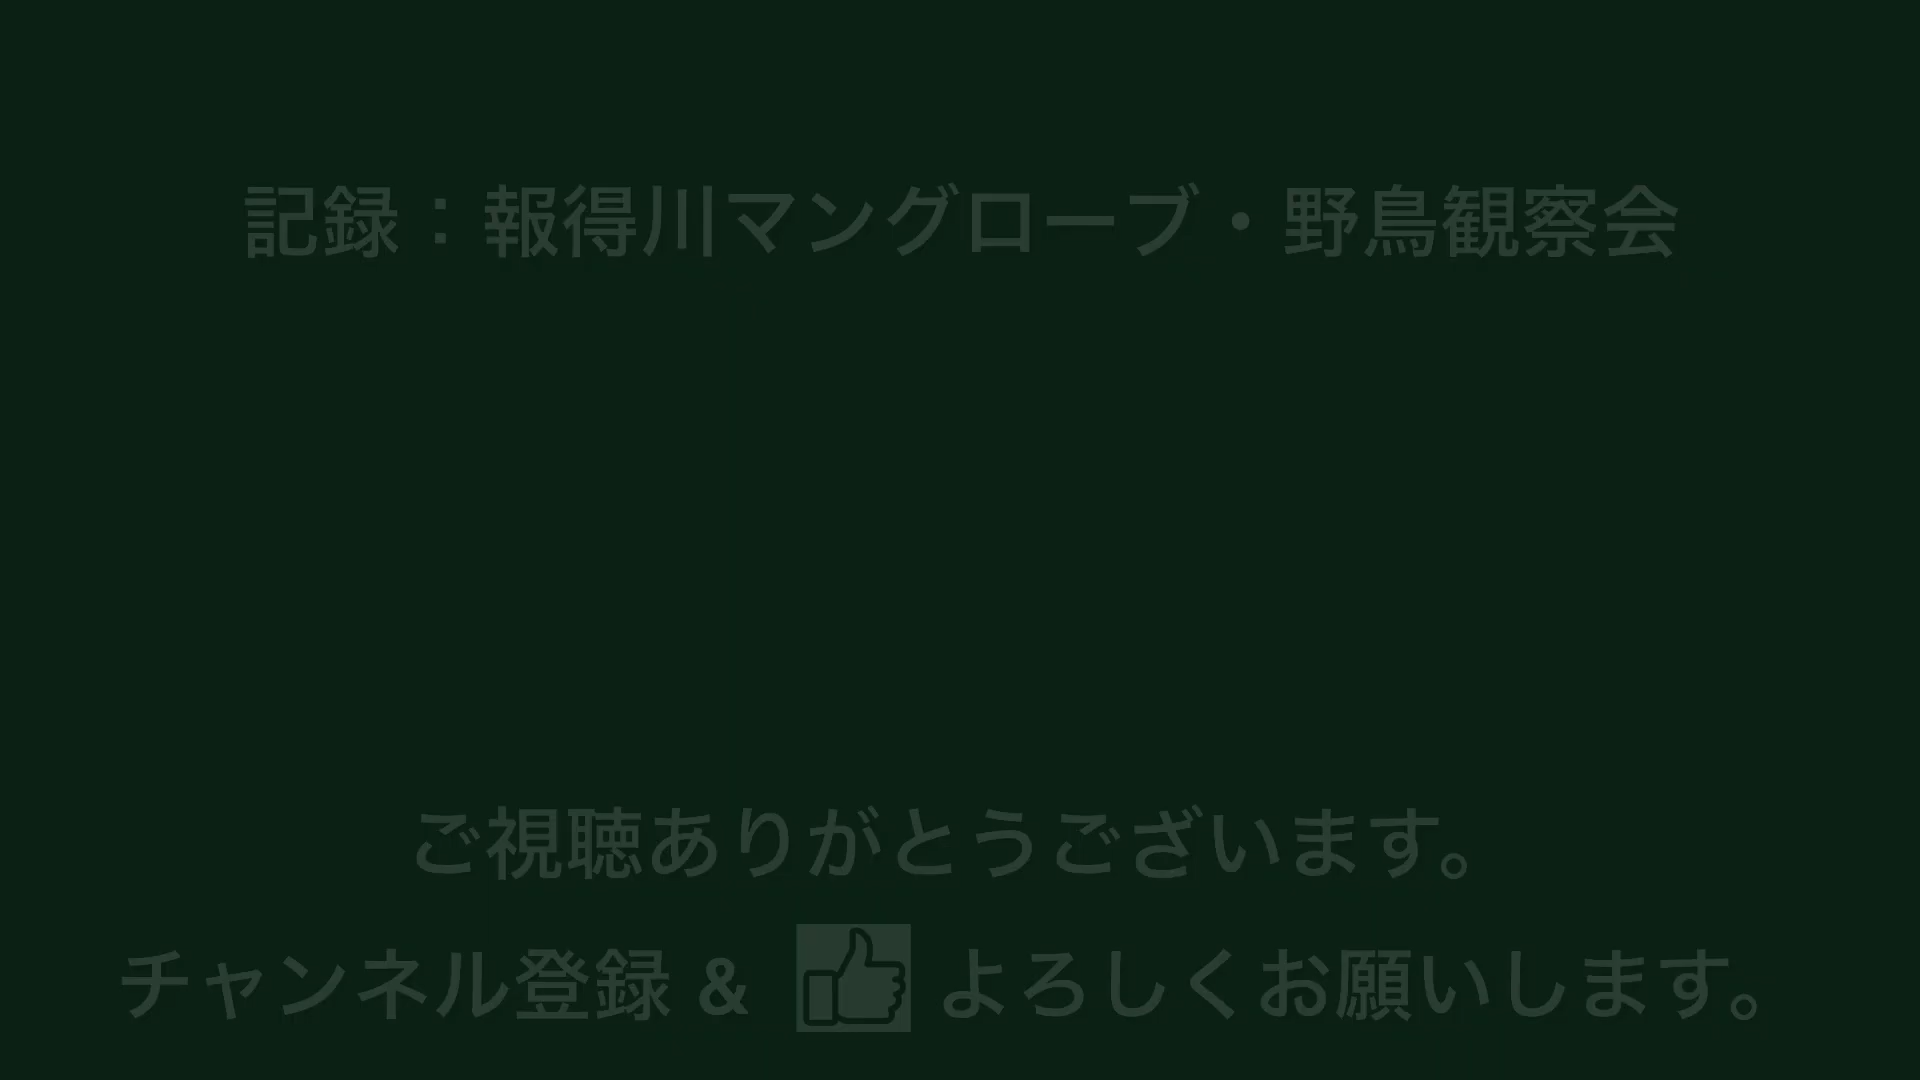 記録：報得川マングローブ・野鳥観察会
ご視聴ありがとうございます。
チャンネル登録 & よろしくお願いします。